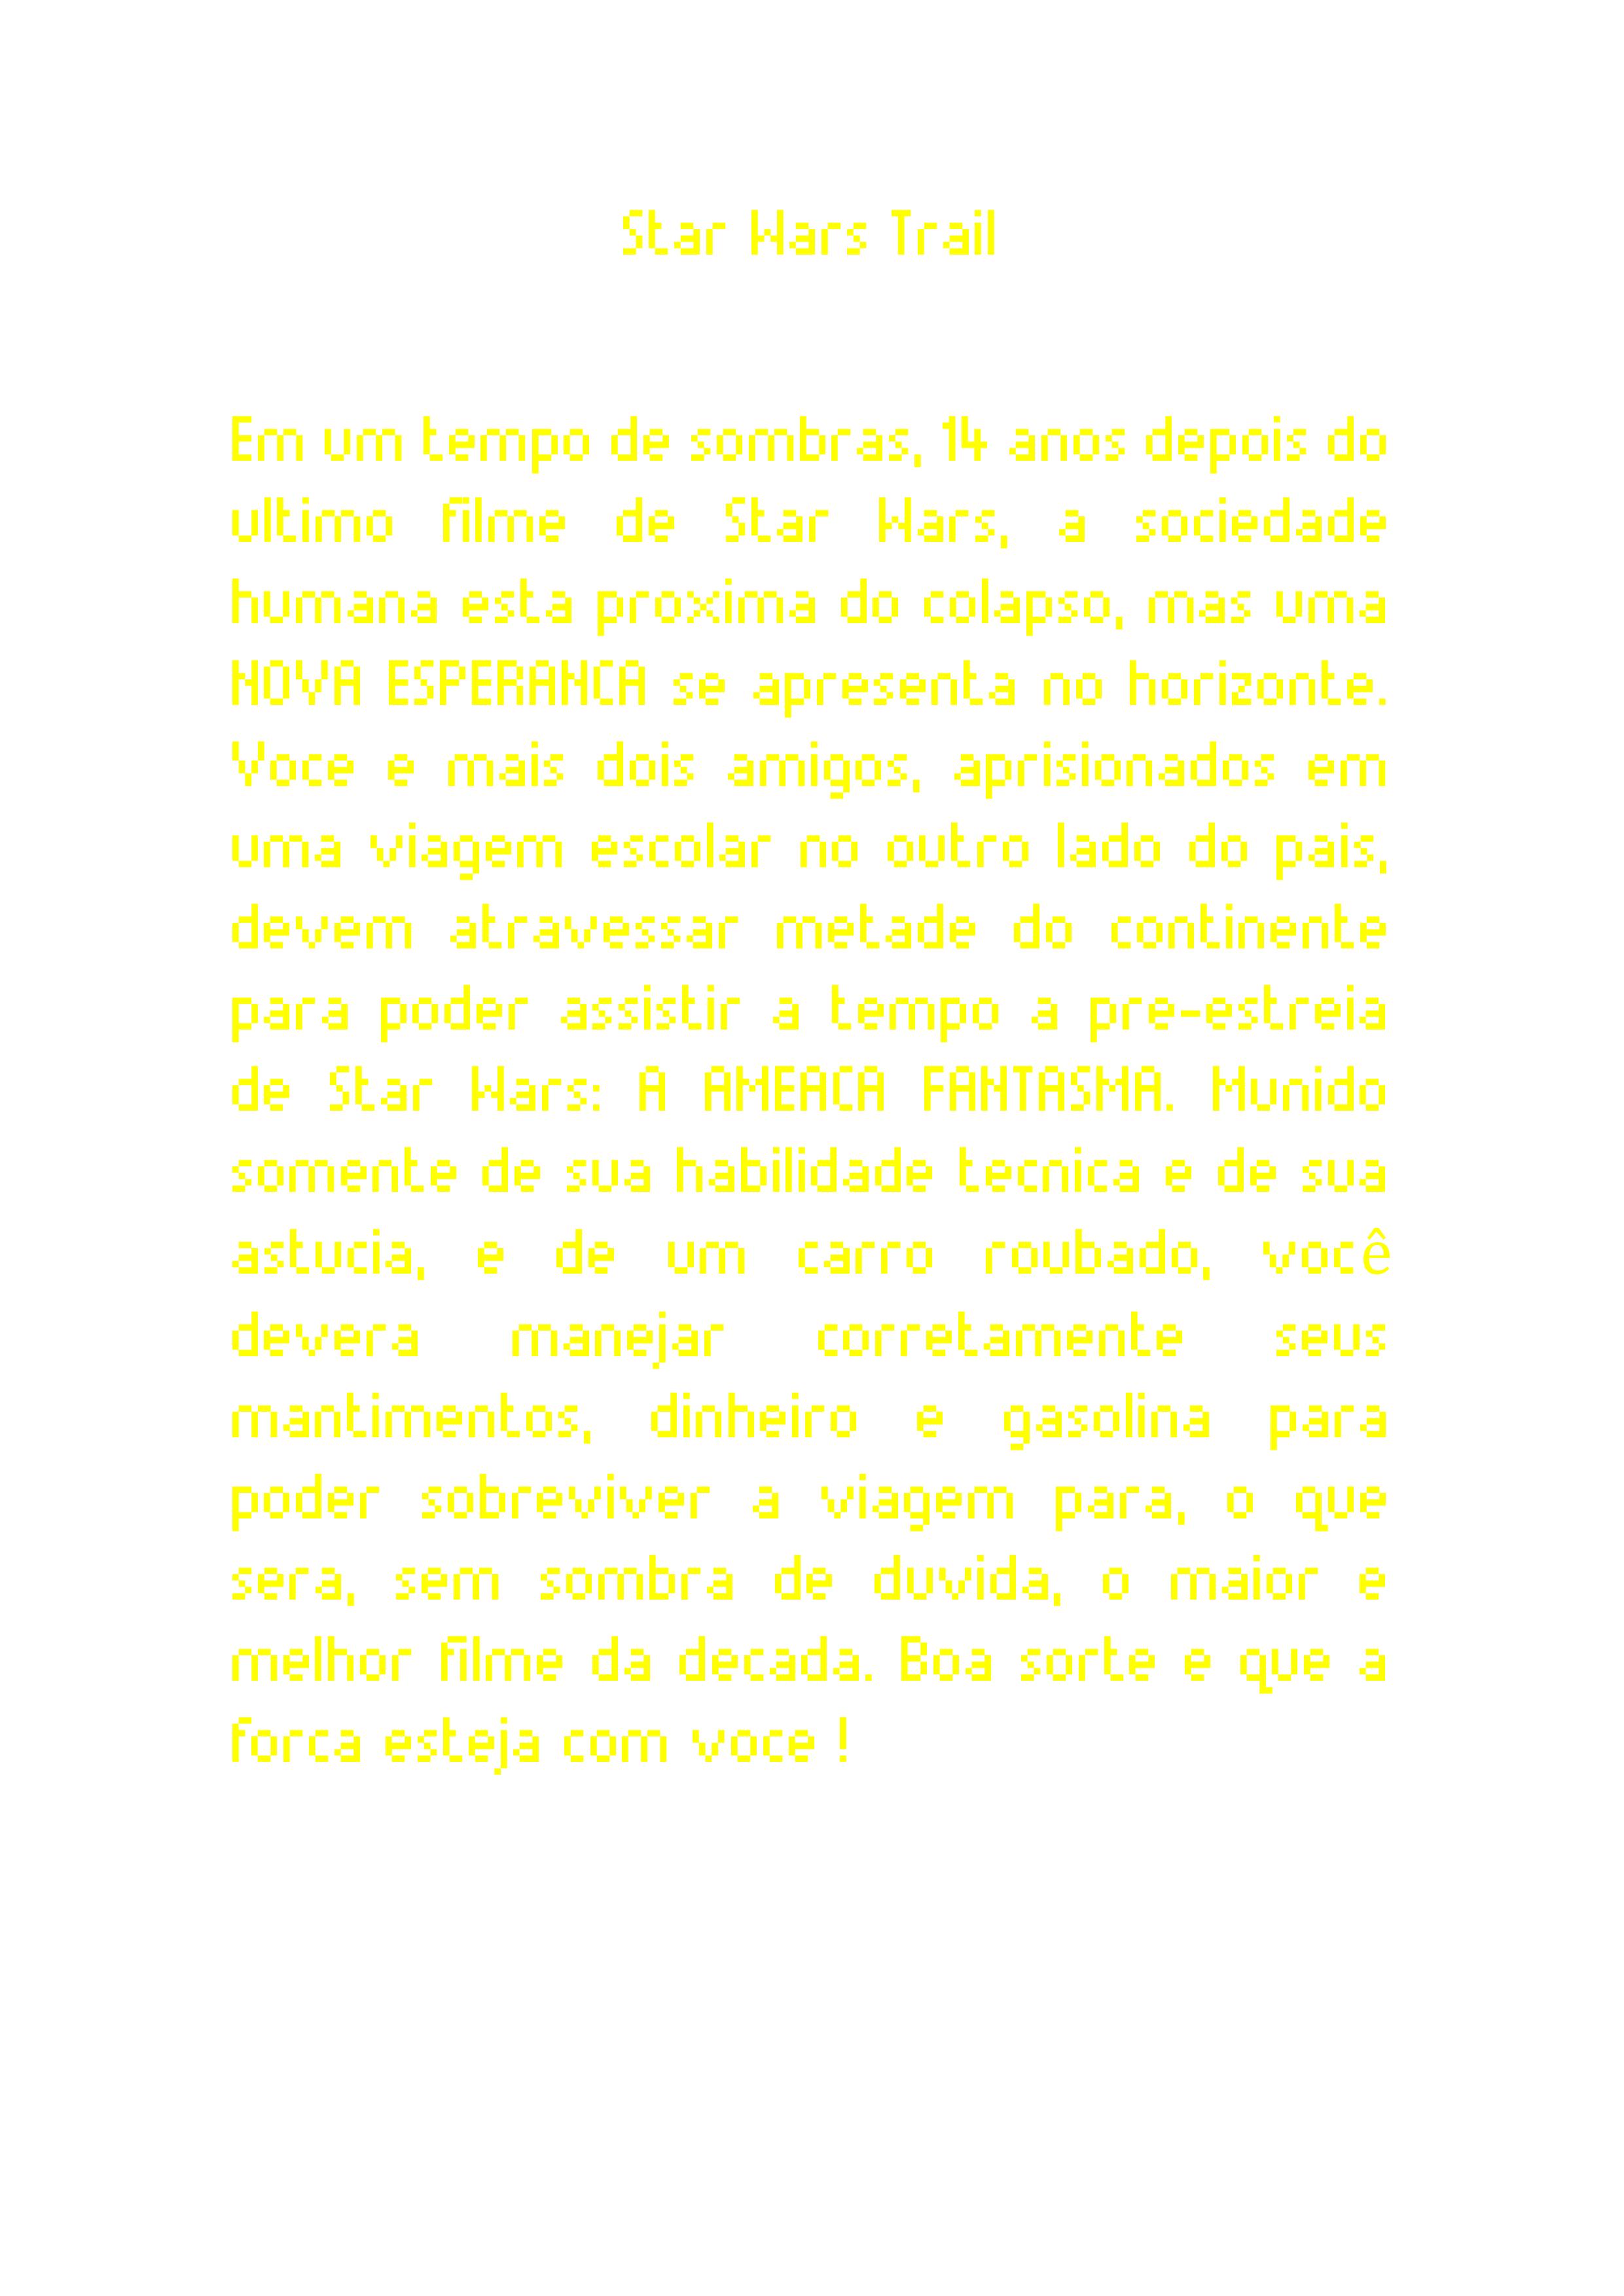 Star Wars Trail
Em um tempo de sombras, 14 anos depois do
ultimo filme de Star Wars, a sociedade
humana esta proxima do colapso, mas uma
NOVA ESPERANCA se apresenta no horizonte.
Voce e mais dois amigos, aprisionados em
uma viagem escolar no outro lado do pais,
devem atravessar metade do continente
para poder assistir a tempo a pre-estreia
de Star Wars: A AMEACA FANTASMA. Munido
somente de sua habilidade tecnica e de sua
astucia, e de um carro roubado, você
devera manejar corretamente seus
mantimentos, dinheiro e gasolina para
poder sobreviver a viagem para, o que
sera, sem sombra de duvida, o maior e
melhor filme da decada. Boa sorte e que a
forca esteja com voce !